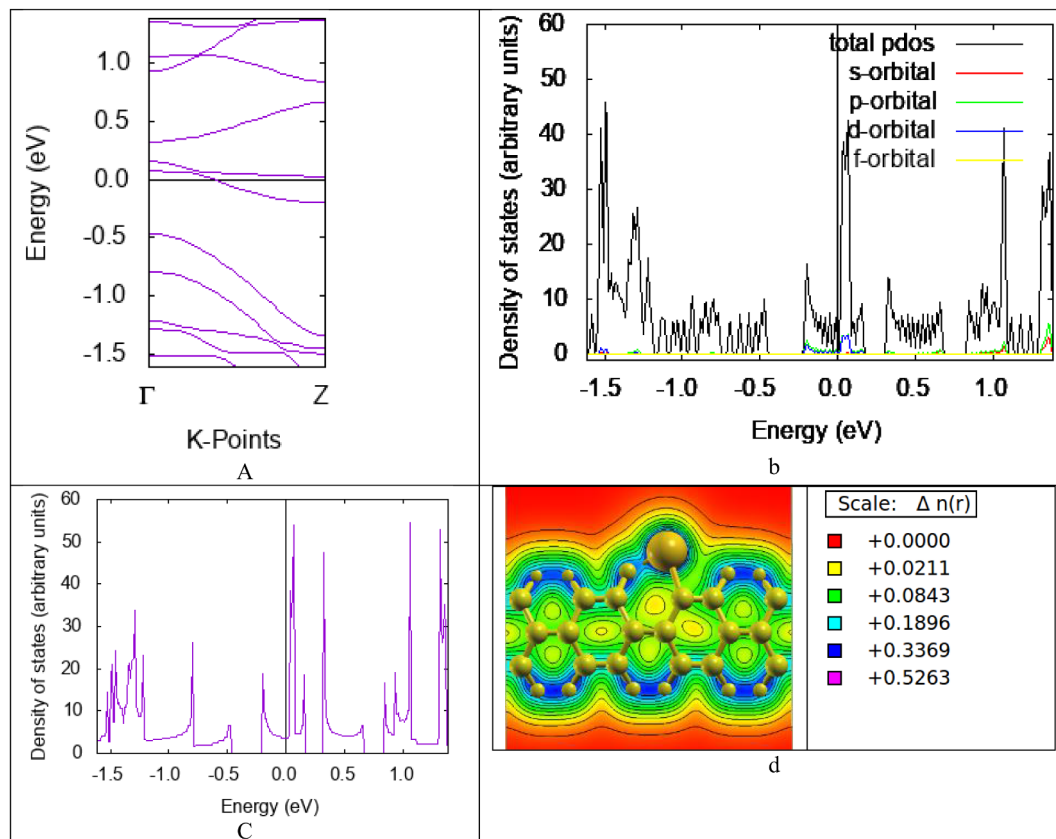 Energy (eV)
1.0
0.5
0.0
-0.5
-1.0
-1.5
Γ
Z
K-Points
A
Density of states (arbitrary units)
60
50
40
30
20
10
0
total pdos
s-orbital
p-orbital
d-orbital
f-orbital
-1.5
-1.0
-0.5
0.0
0.5
1.0
Energy (eV)
b
Density of states (arbitrary units)
60
50
40
30
20
10
0
-1.5
-1.0
-0.5
0.0
0.5
1.0
Energy (eV)
C
d
Scale: Δ n(r)
+0.0000
+0.0211
+0.0843
+0.1896
+0.3369
+0.5263